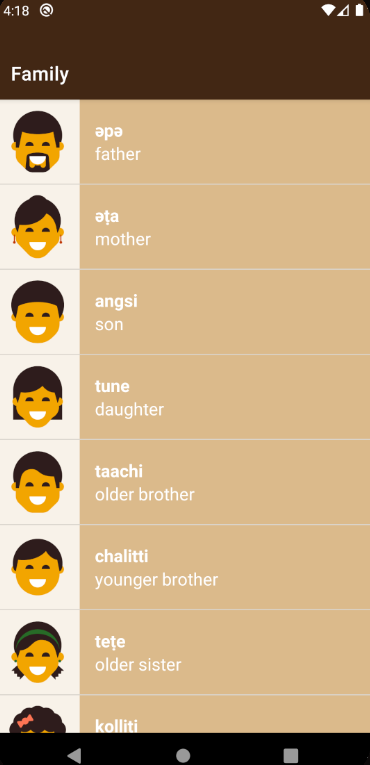 4:18
Family
əpə
father
əṭa
mother
angsi
son
tune
daughter
taachi
older brother
chalitti
younger brother
teṭe
older sister
kolliti